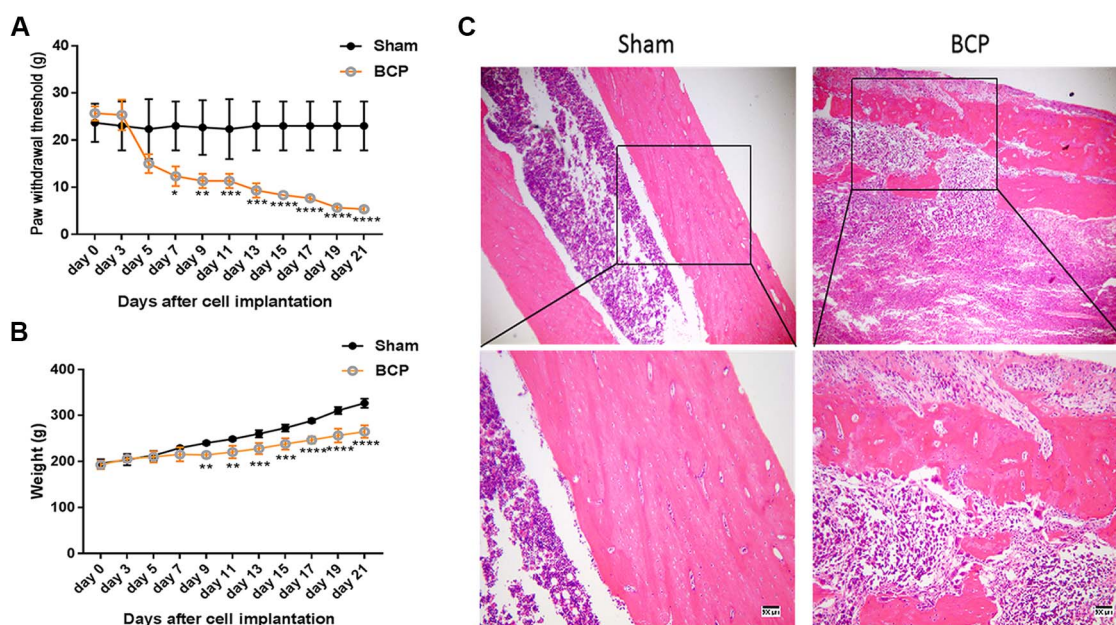 A
Sham
BCP
Paw withdrawal threshold (g)
40
30
20
10
0
* ** *** *** **** **** **** ****
day 0 day 3 day 5 day 7 day 9 day 11 day 13 day 15 day 17 day 19 day 21
Days after cell implantation
B
Sham
BCP
Weight (g)
400
300
200
100
0
** ** *** *** **** **** ****
day 0 day 3 day 5 day 7 day 9 day 11 day 13 day 15 day 17 day 19 day 21
Days after cell implantation
C
Sham
BCP